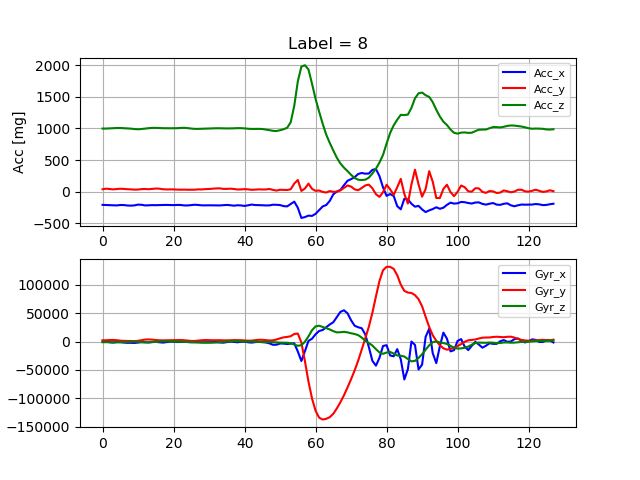 Label = 8
Acc [mg]
2000
1500
1000
500
0
−500
Acc_x
Acc_y
Acc_z
0 20 40 60 80 100 120
100000
50000
0
−50000
−100000
−150000
Gyr_x
Gyr_y
Gyr_z
0 20 40 60 80 100 120